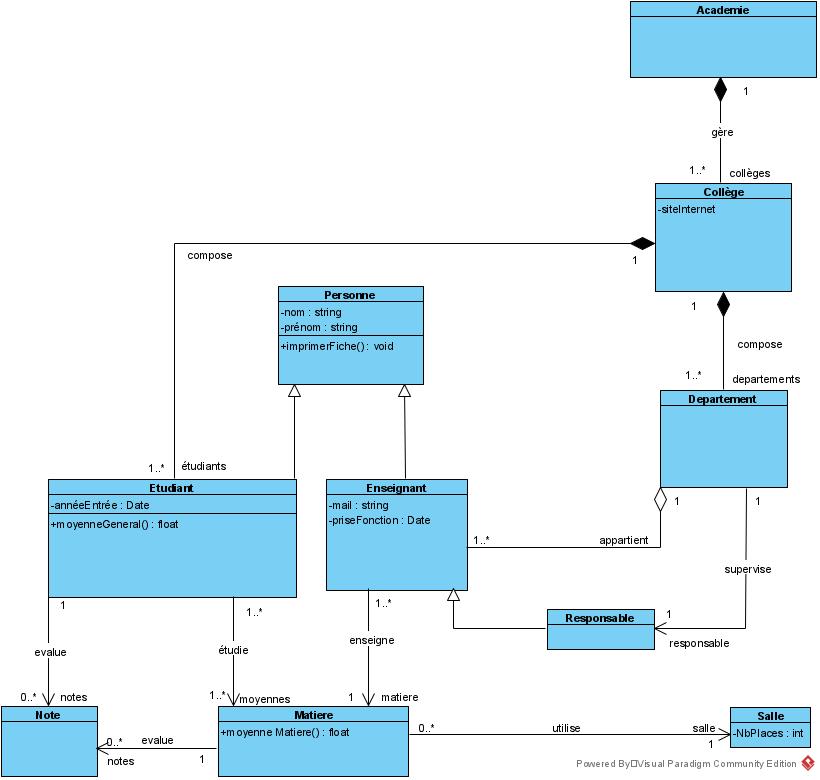 Academie
1
gère
1..*
collèges
Collège
-siteInternet
compose
1
1
Personne
-nom : string
-prénom : string
+imprimerFiche() : void
compose
1..*
departements
Departement
1..*
étudiants
Etudiant
-annéeEntrée : Date
+moyenneGeneral() : float
Enseignant
-mail : string
-priseFonction : Date
1
1
1..*
appartient
supervise
1
1..*
1..*
Responsable
1
responsable
evalue
étudie
enseigne
0..*
notes
1..*
moyennes
1
matiere
Note
Matiere
+moyenne Matiere() : float
0..*
utilise
salle
1
Salle
-NbPlaces : int
0..*
evalue
1
notes
Powered By Visual Paradigm Community Edition